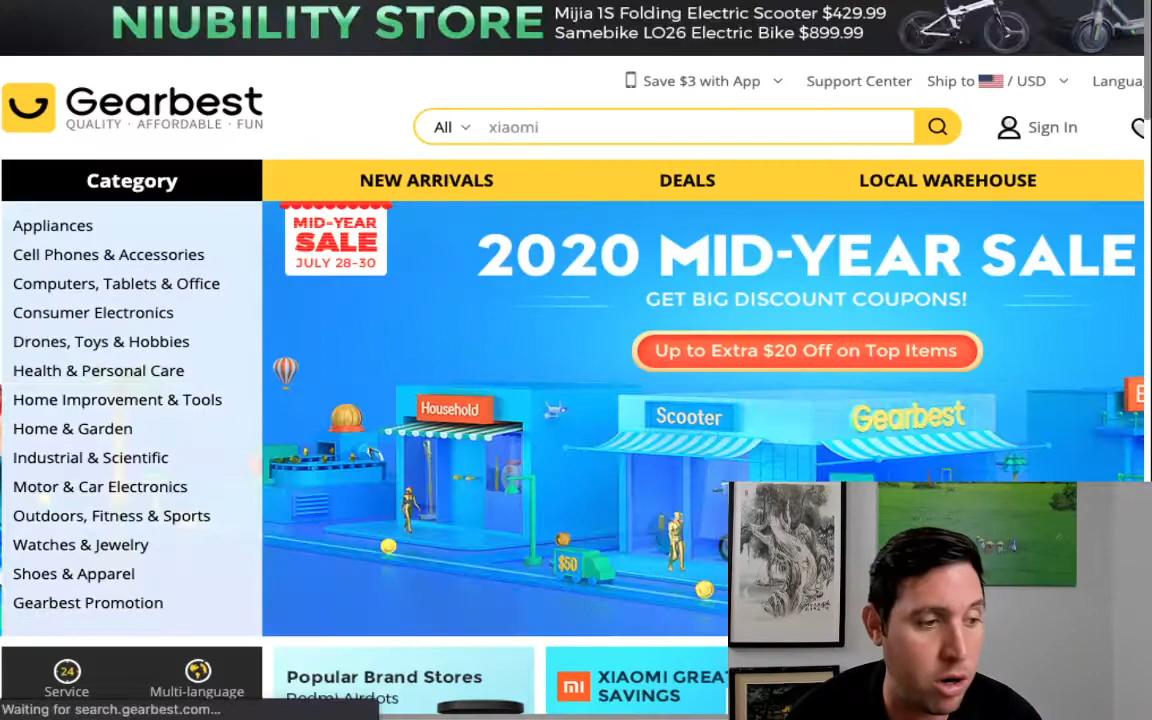 NIUBILITY STORE
Mijia 1S Folding Electric Scooter $429.99
Samebike LO26 Electric Bike $899.99
Gearbest
QUALITY · AFFORDABLE · FUN
Save $3 with App
Support Center
Ship to / USD
All
xiaomi
Sign In
Category
NEW ARRIVALS
DEALS
LOCAL WAREHOUSE
Appliances
Cell Phones & Accessories
Computers, Tablets & Office
Consumer Electronics
Drones, Toys & Hobbies
Health & Personal Care
Home Improvement & Tools
Home & Garden
Industrial & Scientific
Motor & Car Electronics
Outdoors, Fitness & Sports
Watches & Jewelry
Shoes & Apparel
Gearbest Promotion
MID-YEAR
SALE
JULY 28-30
2020 MID-YEAR SALE
GET BIG DISCOUNT COUPONS!
Up to Extra $20 Off on Top Items
Household
Scooter
Gearbest
$50
24
Service
Multi-language
Popular Brand Stores
Redmi Airdots
mi
XIAOMI GREA
SAVINGS
Waiting for search.gearbest.com...